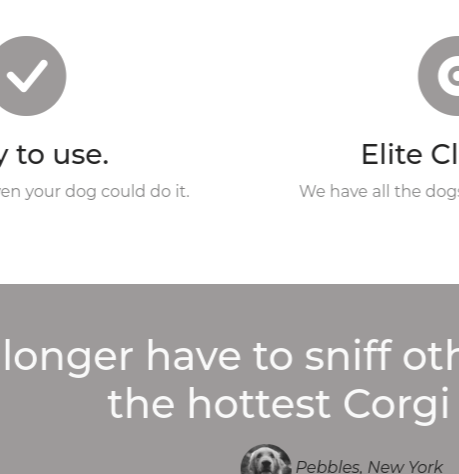 y to use.
Elite Cl
en your dog could do it.
We have all the dogs
longer have to sniff oth
the hottest Corgi
Pebbles, New York